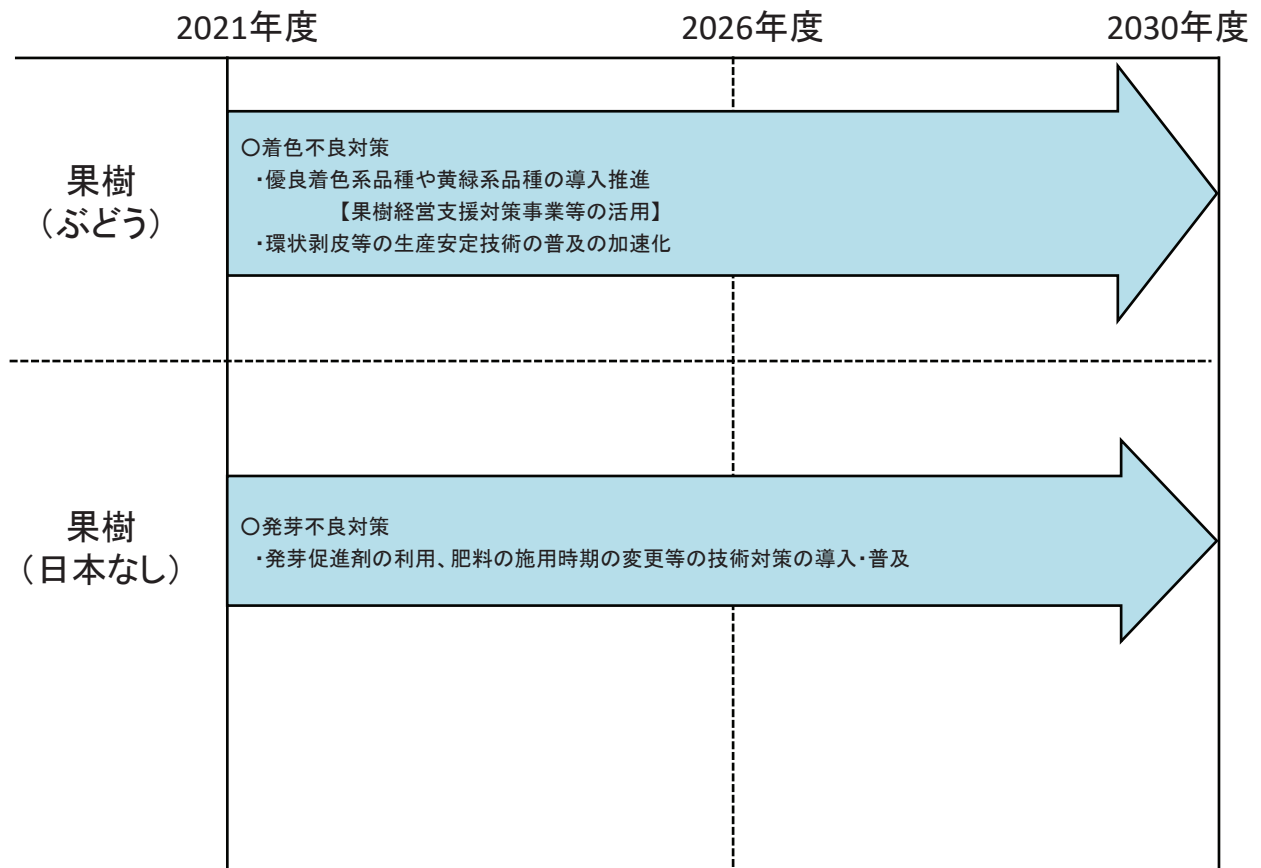 2021年度 2026年度 2030年度
果樹
（ぶどう）
○着色不良対策
・優良着色系品種や黄緑系品種の導入推進
【果樹経営支援対策事業等の活用】
・環状剥皮等の生産安定技術の普及の加速化
果樹
（日本なし）
○発芽不良対策
・発芽促進剤の利用、肥料の施用時期の変更等の技術対策の導入・普及